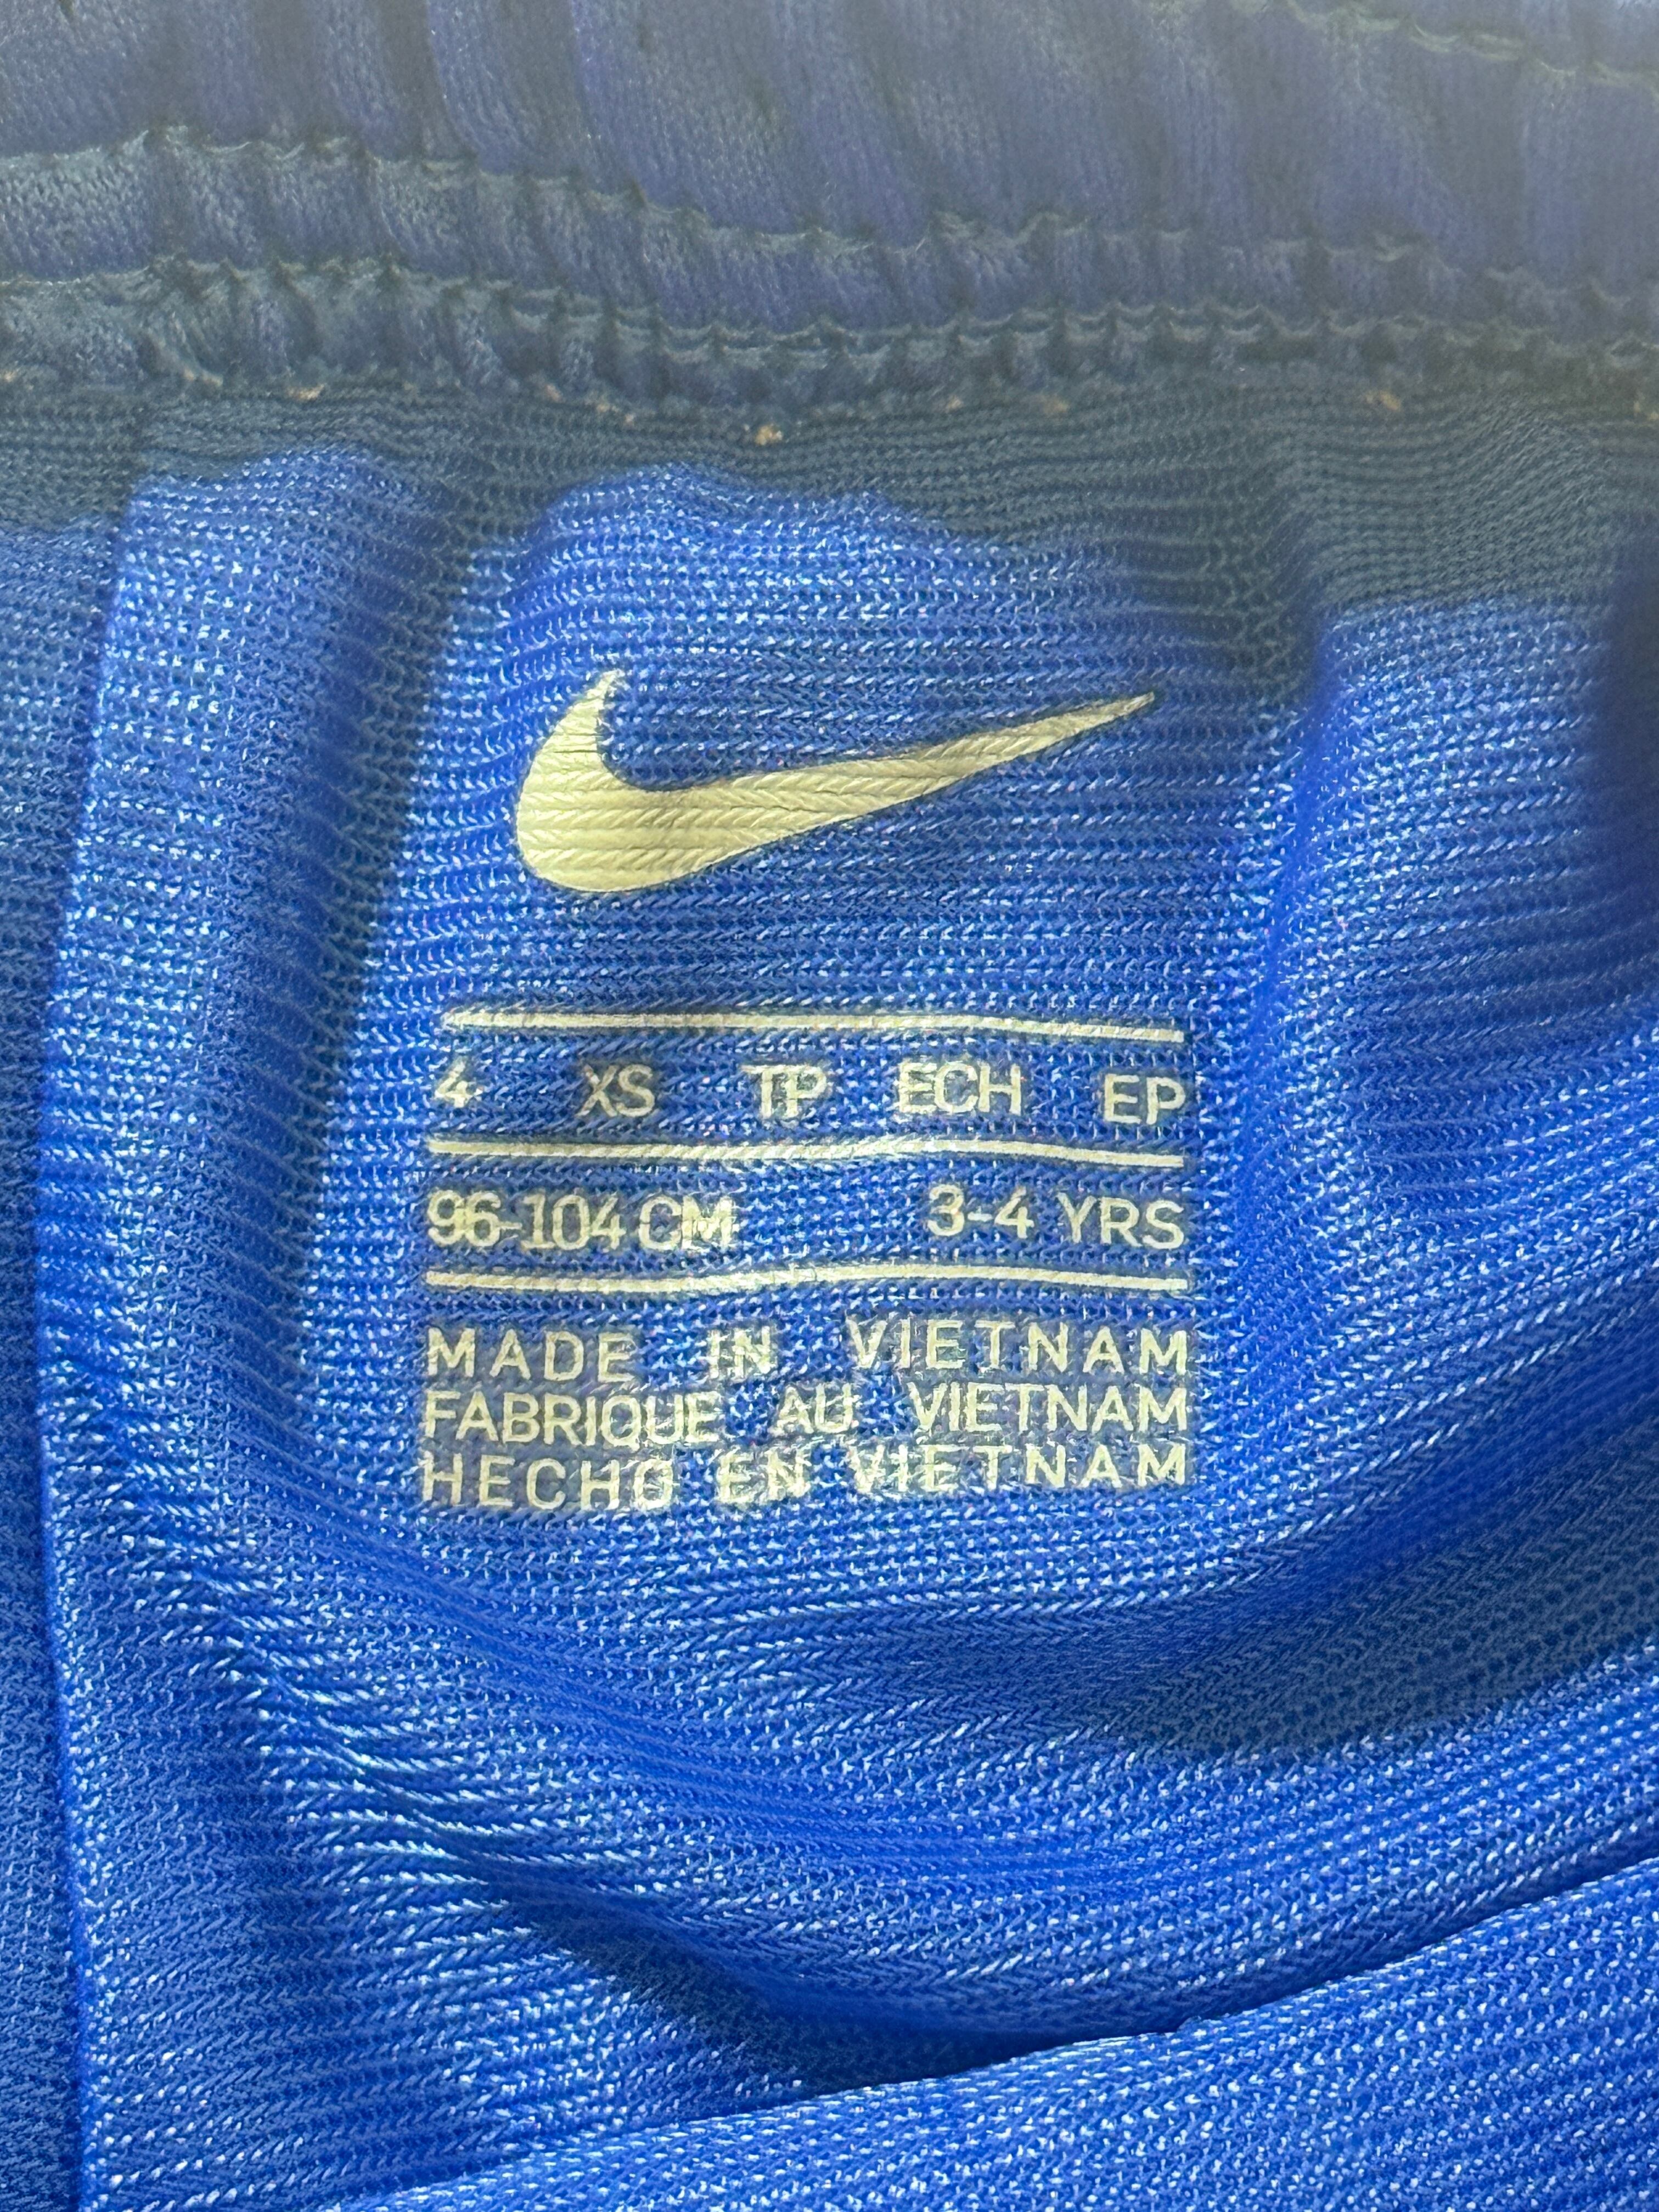 4 XS TP ECH EP
96-104 CM 3-4 YRS
MADE IN VIETNAM
FABRIQUE AU VIETNAM
HECHO EN VIETNAM